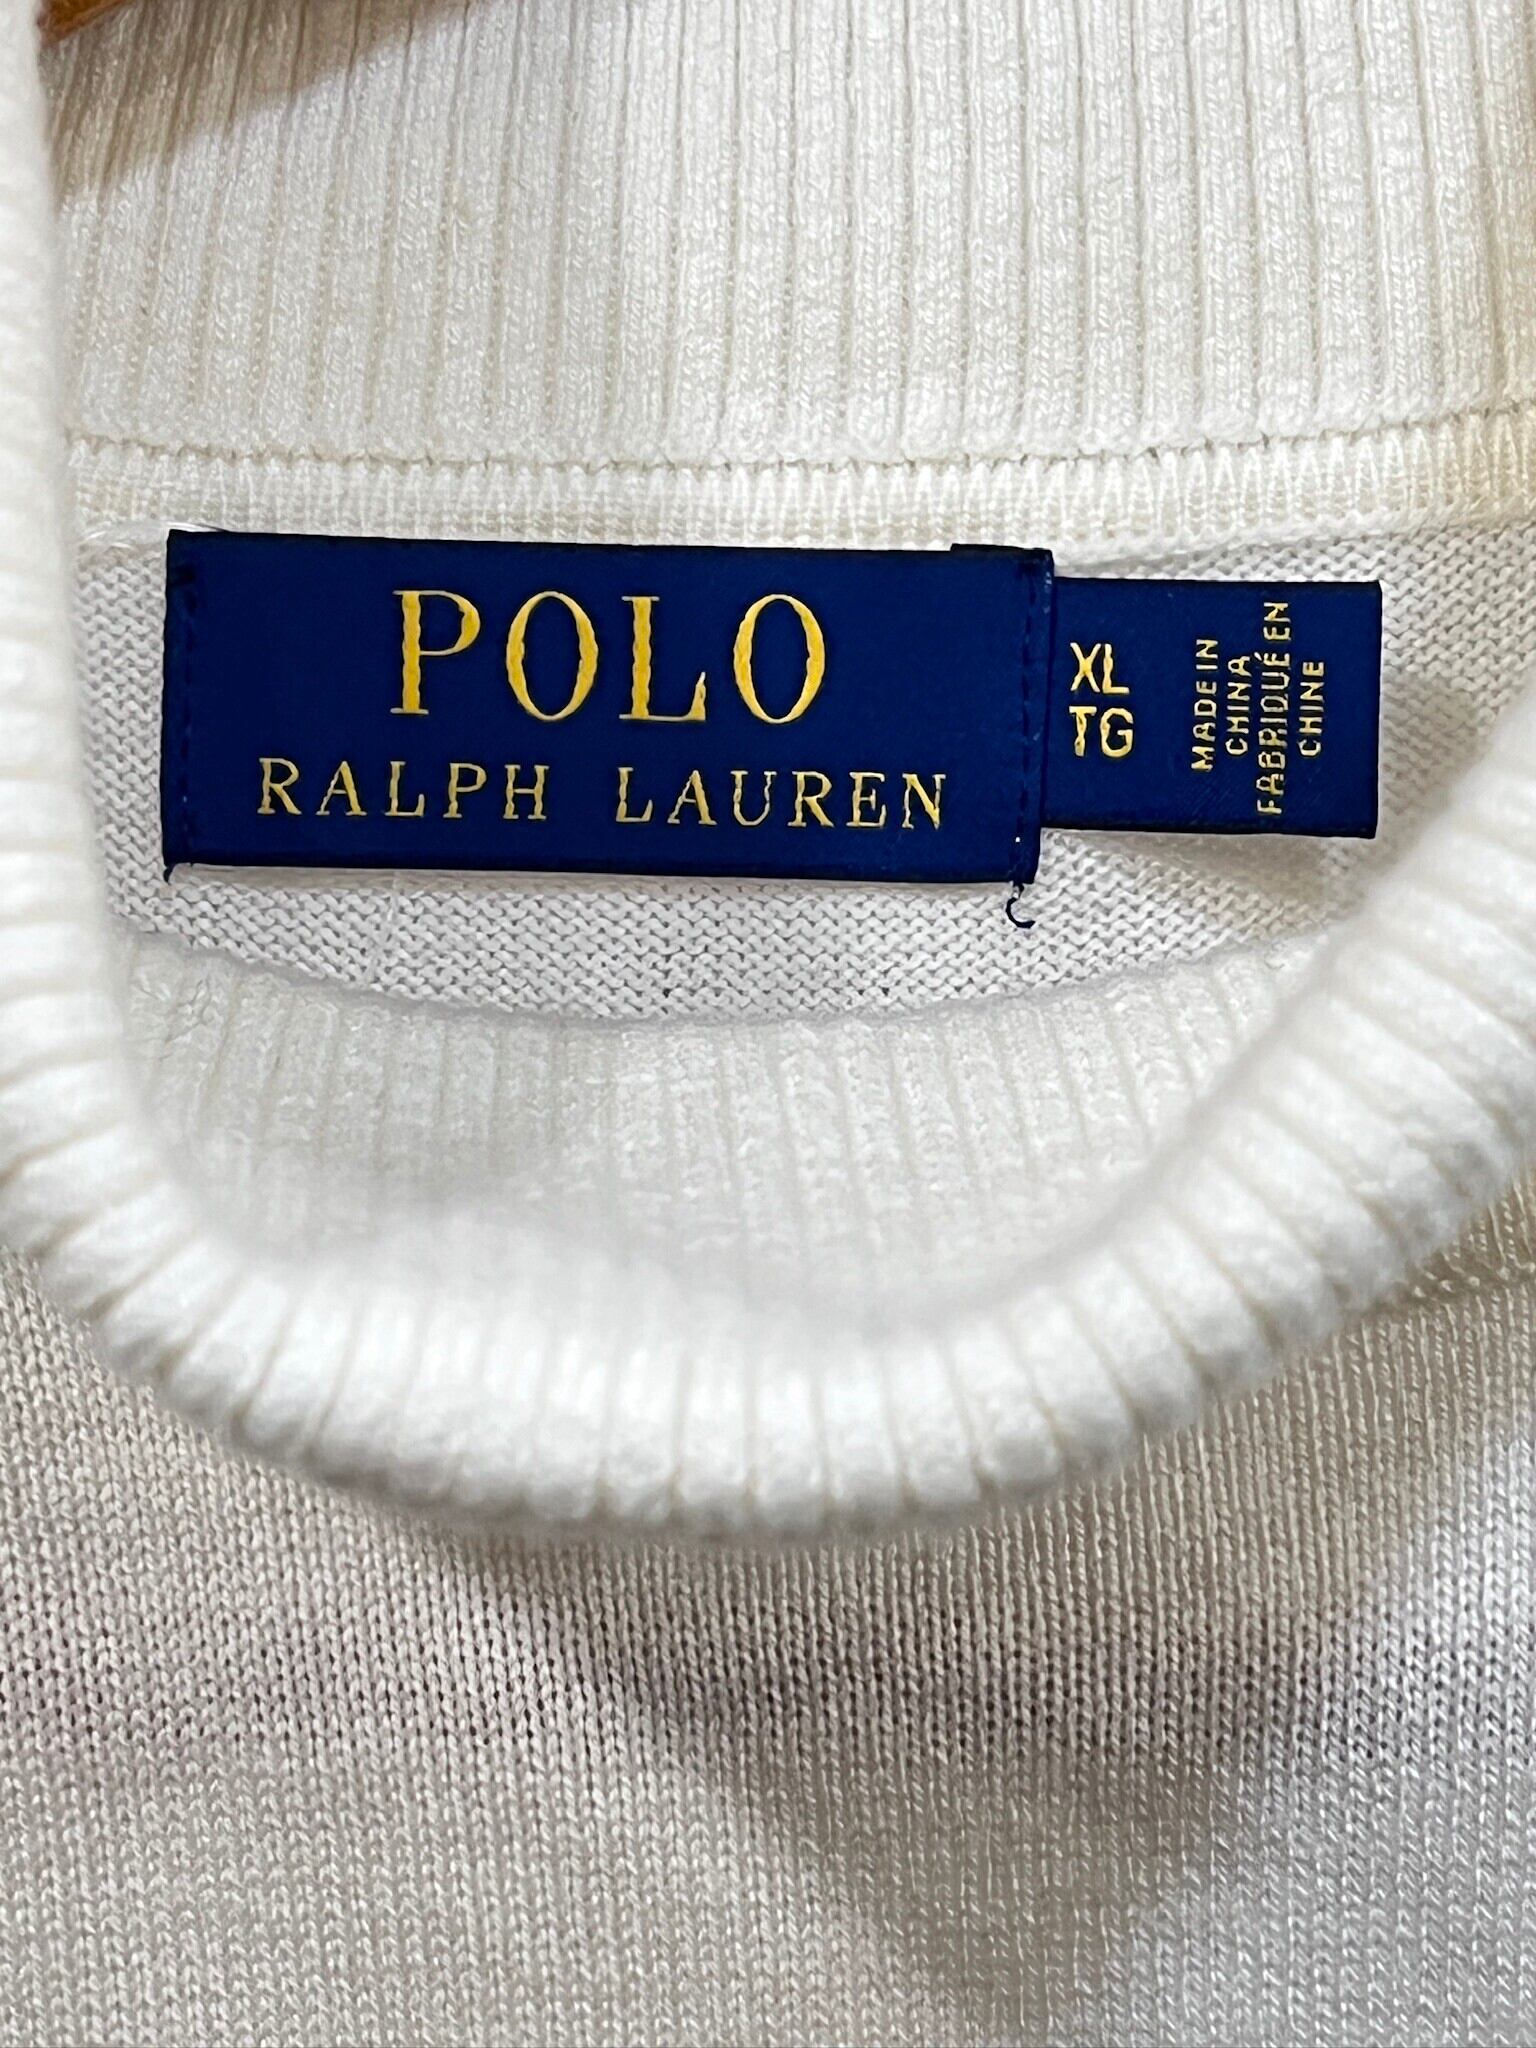 POLO
RALPH LAUREN
XL
TG
MADE IN
CHINA
FABRIQUÉ EN
CHINE